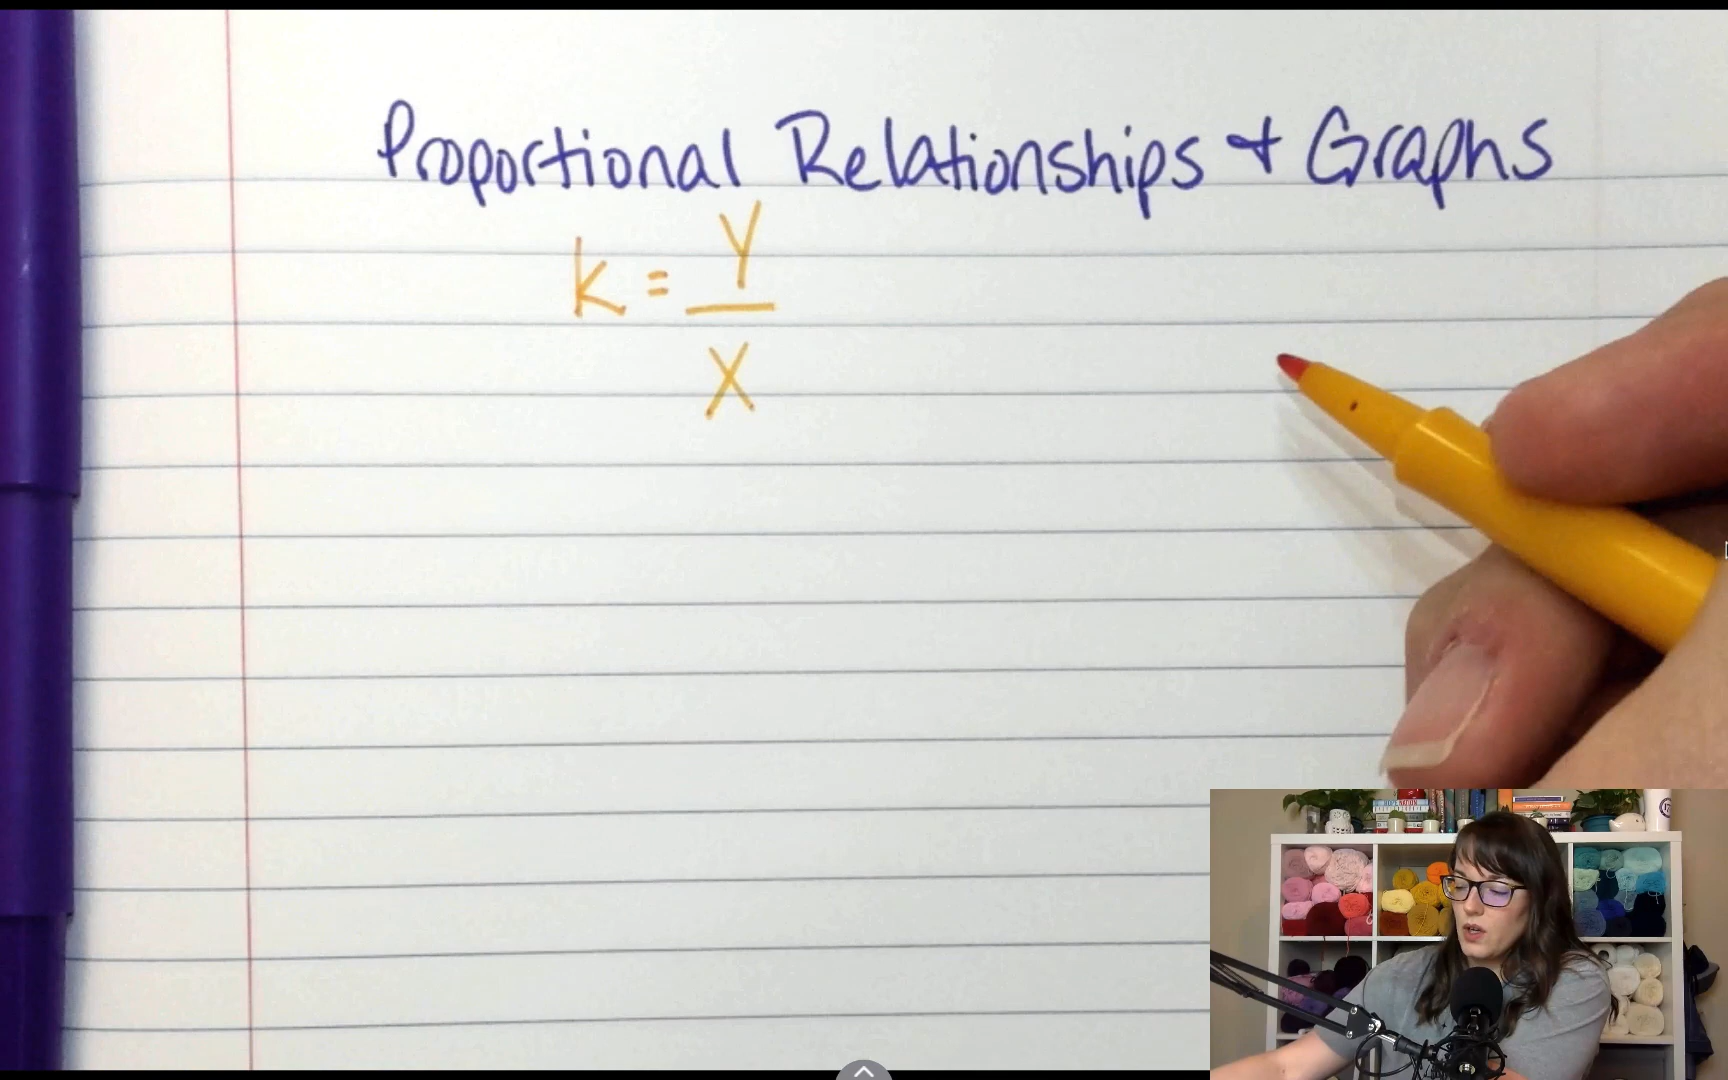 Proportional Relationships + Graphs
k = Y
X